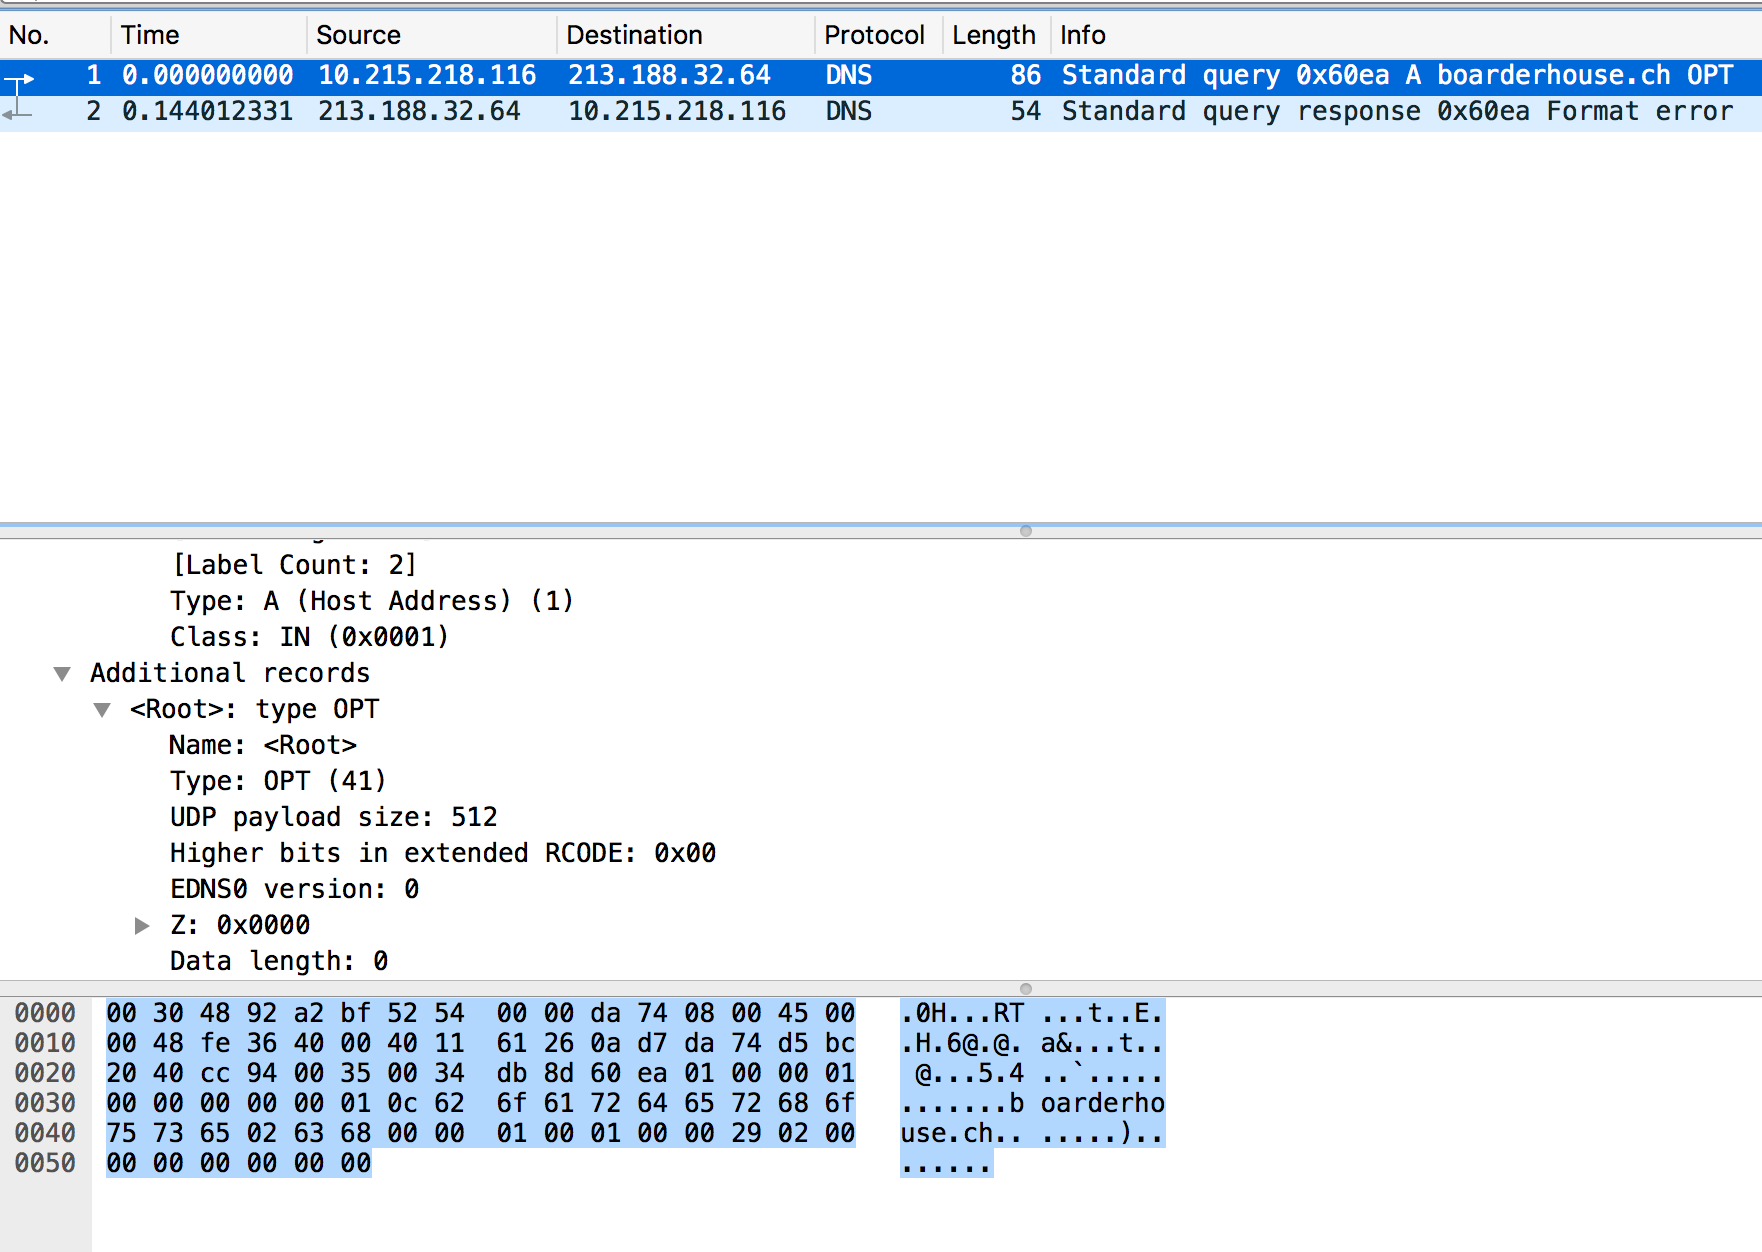 No. Time Source Destination Protocol Length Info
1 0.000000000 10.215.218.116 213.188.32.64 DNS 86 Standard query 0x60ea A boarderhouse.ch OPT
2 0.144012331 213.188.32.64 10.215.218.116 DNS 54 Standard query response 0x60ea Format error
[Label Count: 2]
Type: A (Host Address) (1)
Class: IN (0x0001)
Additional records
<Root>: type OPT
Name: <Root>
Type: OPT (41)
UDP payload size: 512
Higher bits in extended RCODE: 0x00
EDNS0 version: 0
Z: 0x0000
Data length: 0
0000 00 30 48 92 a2 bf 52 54 00 00 da 74 08 00 45 00 .0H...RT ...t..E.
0010 00 48 fe 36 40 00 40 11 61 26 0a d7 da 74 d5 bc .H.6@.@. a&...t..
0020 20 40 cc 94 00 35 00 34 db 8d 60 ea 01 00 00 01 @...5.4 ..`.....
0030 00 00 00 00 00 01 0c 62 6f 61 72 64 65 72 68 6f .......b oarderho
0040 75 73 65 02 63 68 00 00 01 00 01 00 00 29 02 00 use.ch.. .....)..
0050 00 00 00 00 00 00 ......